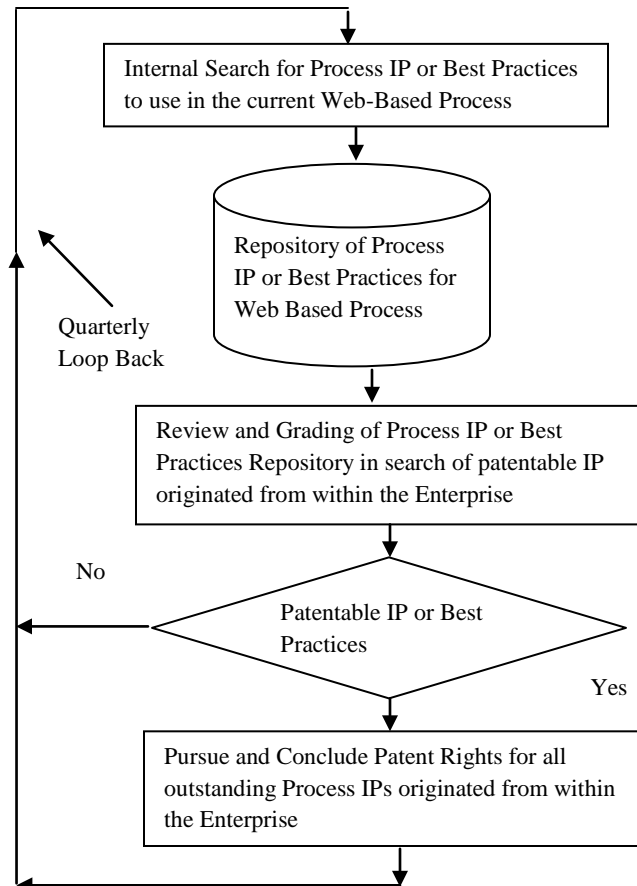 Internal Search for Process IP or Best Practices
to use in the current Web-Based Process
Repository of Process
IP or Best Practices for
Web Based Process
Quarterly
Loop Back
Review and Grading of Process IP or Best
Practices Repository in search of patentable IP
originated from within the Enterprise
No
Patentable IP or Best
Practices
Yes
Pursue and Conclude Patent Rights for all
outstanding Process IPs originated from within
the Enterprise